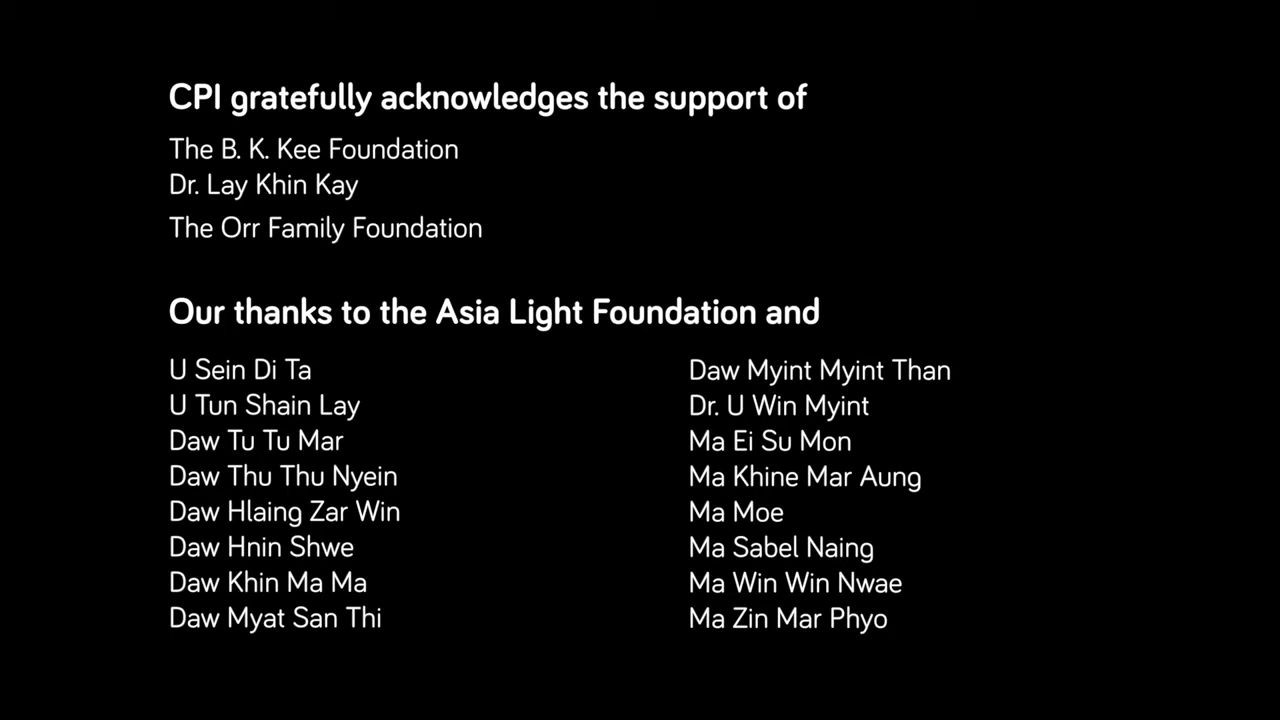 CPI gratefully acknowledges the support of
The B. K. Kee Foundation
Dr. Lay Khin Kay
The Orr Family Foundation
Our thanks to the Asia Light Foundation and
U Sein Di Ta
U Tun Shain Lay
Daw Tu Tu Mar
Daw Thu Thu Nyein
Daw Hlaing Zar Win
Daw Hnin Shwe
Daw Khin Ma Ma
Daw Myat San Thi
Daw Myint Myint Than
Dr. U Win Myint
Ma Ei Su Mon
Ma Khine Mar Aung
Ma Moe
Ma Sabel Naing
Ma Win Win Nwae
Ma Zin Mar Phyo